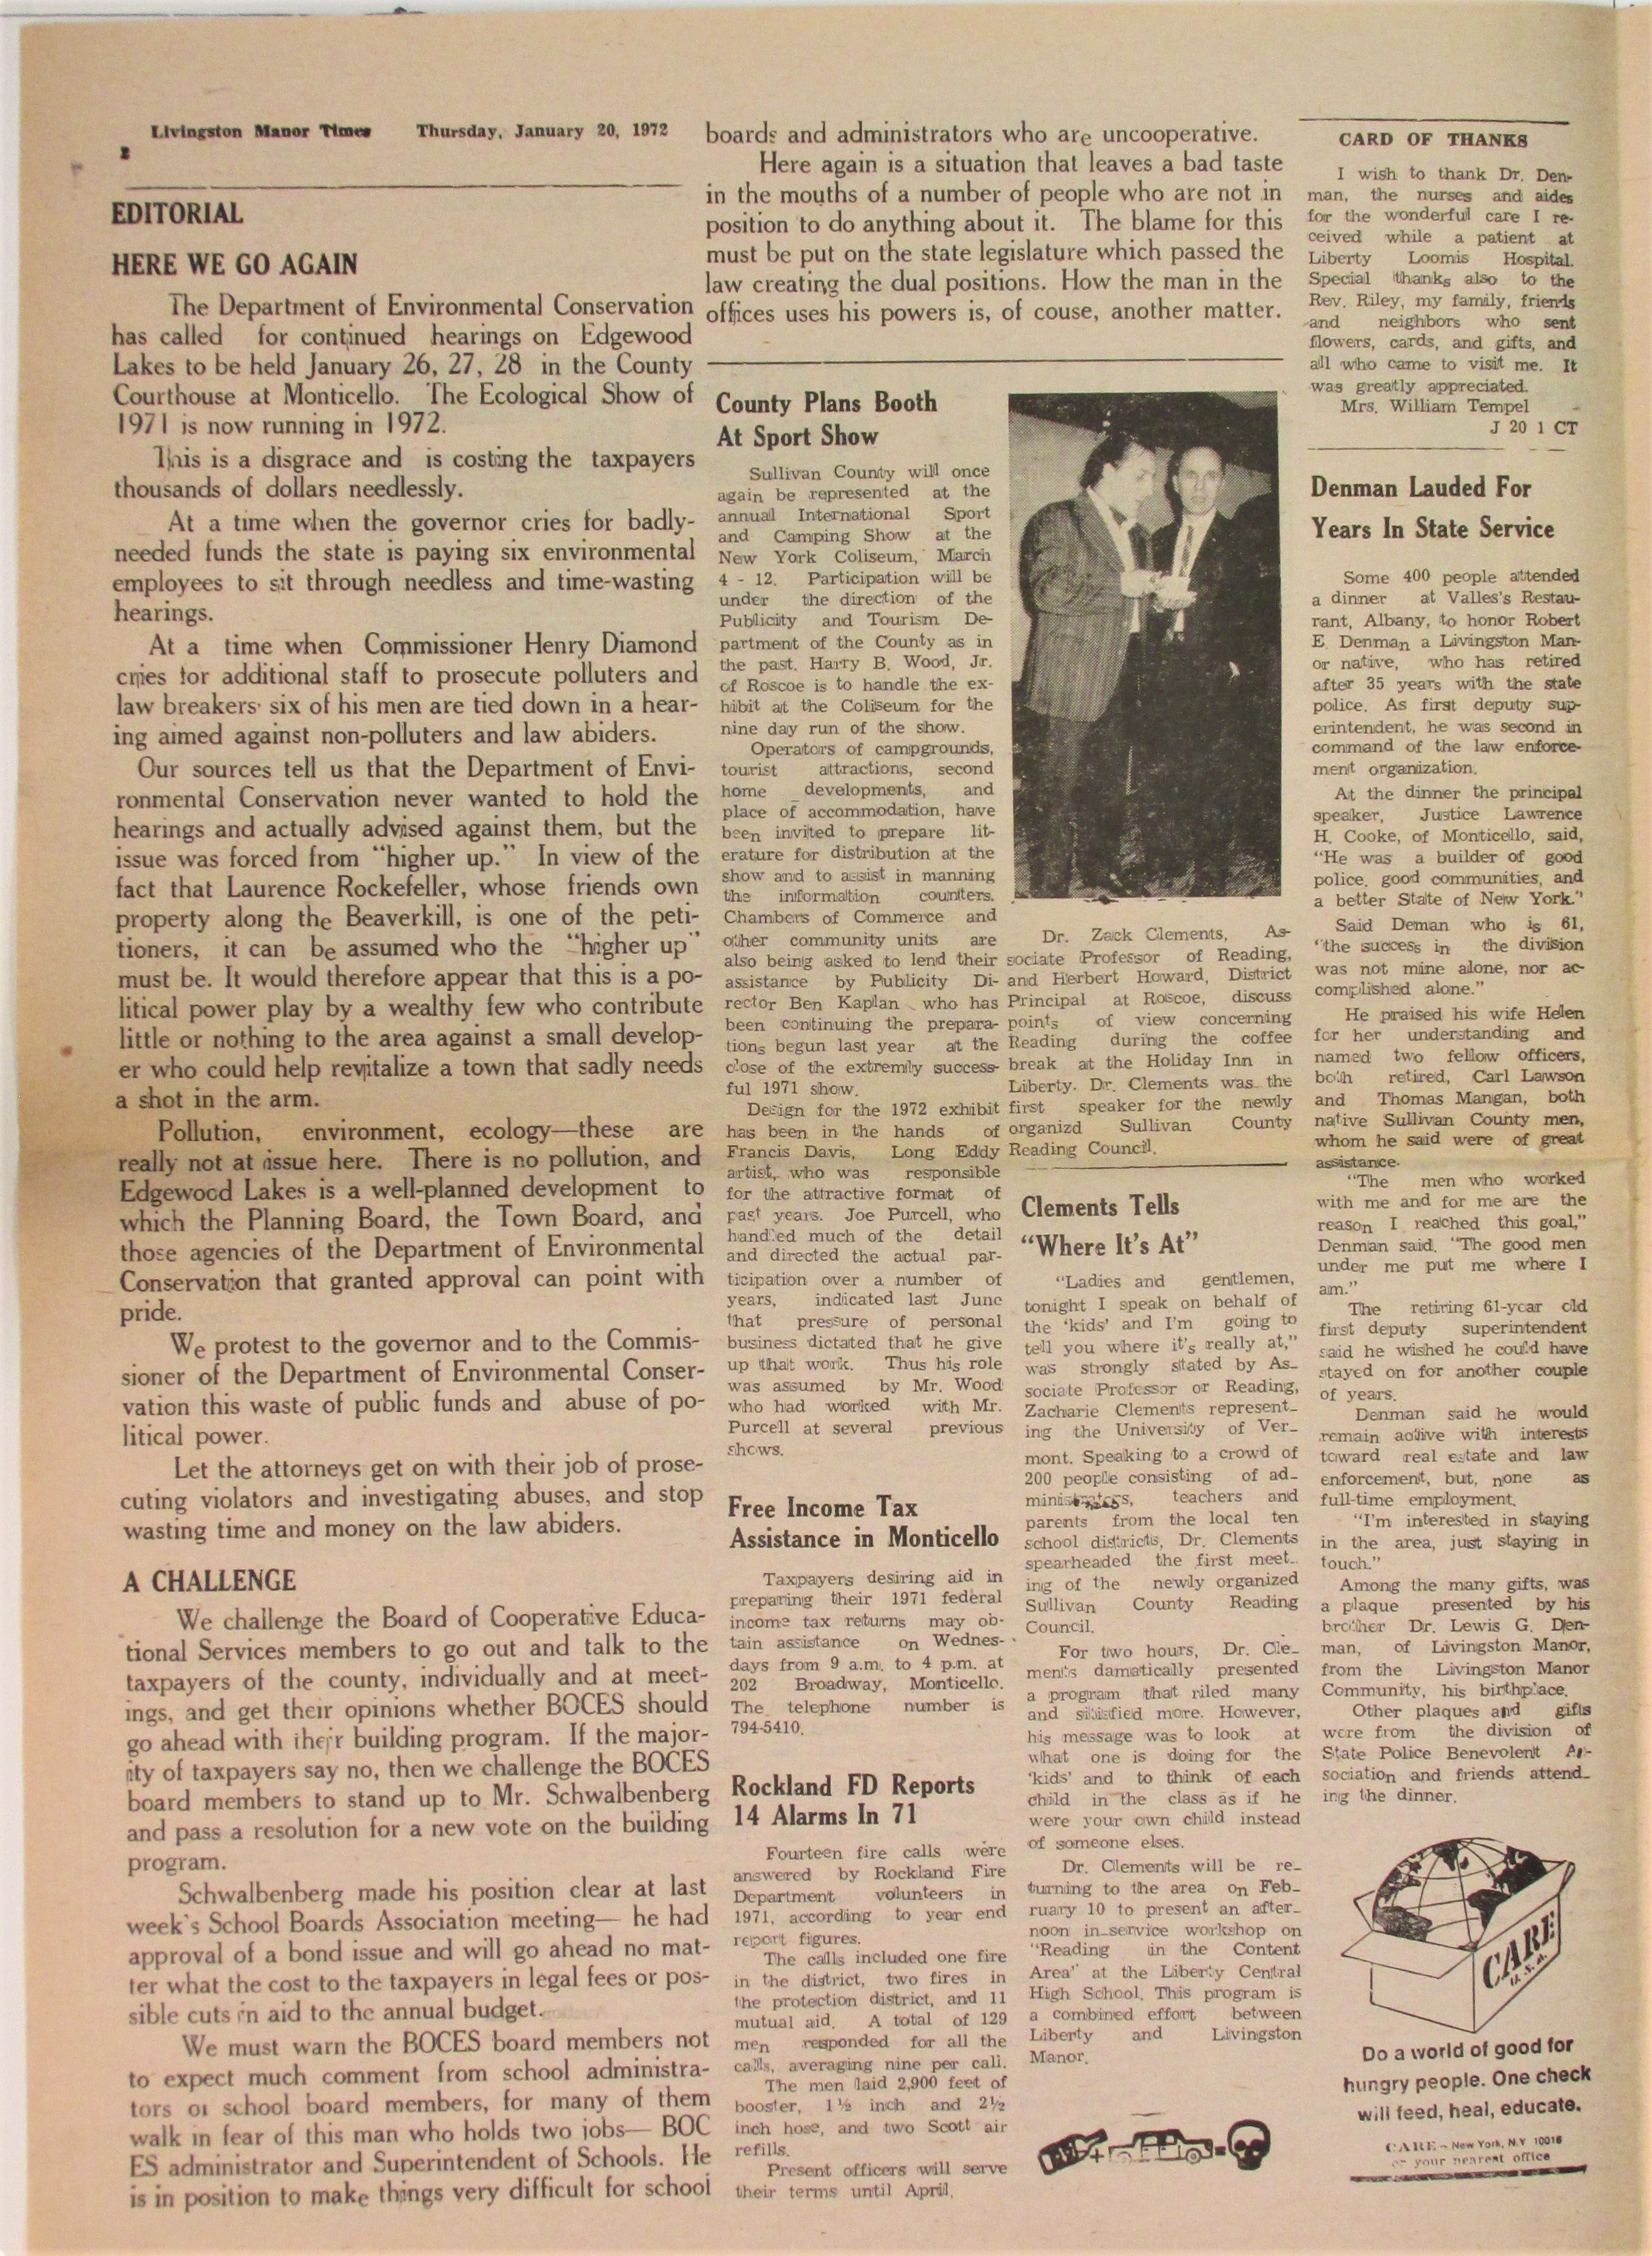 Livingston Manor Times Thursday, January 20, 1972
2
EDITORIAL
HERE WE GO AGAIN
The Department of Environmental Conservation
has called for continued hearings on Edgewood
Lakes to be held January 26, 27, 28 in the County
Courthouse at Monticello. The Ecological Show of
1971 is now running in 1972.
This is a disgrace and is costing the taxpayers
thousands of dollars needlessly.
At a time when the governor cries for badly-
needed funds the state is paying six environmental
employees to sit through needless and time-wasting
hearings.
At a time when Commissioner Henry Diamond
cries for additional staff to prosecute polluters and
law breakers six of his men are tied down in a hear-
ing aimed against non-polluters and law abiders.
Our sources tell us that the Department of Envi-
ronmental Conservation never wanted to hold the
hearings and actually advised against them, but the
issue was forced from "higher up." In view of the
fact that Laurence Rockefeller, whose friends own
property along the Beaverkill, is one of the peti-
tioners, it can be assumed who the "higher up"
must be. It would therefore appear that this is a po-
litical power play by a wealthy few who contribute
little or nothing to the area against a small develop-
er who could help revitalize a town that sadly needs
a shot in the arm.
Pollution, environment, ecology—these are
really not at issue here. There is no pollution, and
Edgewood Lakes is a well-planned development to
which the Planning Board, the Town Board, and
those agencies of the Department of Environmental
Conservation that granted approval can point with
pride.
We protest to the governor and to the Commis-
sioner of the Department of Environmental Conser-
vation this waste of public funds and abuse of po-
litical power.
Let the attorneys get on with their job of prose-
cuting violators and investigating abuses, and stop
wasting time and money on the law abiders.
A CHALLENGE
We challenge the Board of Cooperative Educa-
tional Services members to go out and talk to the
taxpayers of the county, individually and at meet-
ings, and get their opinions whether BOCES should
go ahead with their building program. If the major-
ity of taxpayers say no, then we challenge the BOCES
board members to stand up to Mr. Schwalbenberg
and pass a resolution for a new vote on the building
program.
Schwalbenberg made his position clear at last
week's School Boards Association meeting— he had
approval of a bond issue and will go ahead no mat-
ter what the cost to the taxpayers in legal fees or pos-
sible cuts in aid to the annual budget.
We must warn the BOCES board members not
to expect much comment from school administra-
tors or school board members, for many of them
walk in fear of this man who holds two jobs— BOC
ES administrator and Superintendent of Schools. He
is in position to make things very difficult for school
boards and administrators who are uncooperative.
Here again is a situation that leaves a bad taste
in the mouths of a number of people who are not in
position to do anything about it. The blame for this
must be put on the state legislature which passed the
law creating the dual positions. How the man in the
offices uses his powers is, of couse, another matter.
County Plans Booth
At Sport Show
Sullivan County will once
again be represented at the
annual International Sport
and Camping Show at the
New York Coliseum, March
4 - 12. Participation will be
under the direction of the
Publicity and Tourism De-
partment of the County as in
the past. Harry B. Wood, Jr.
of Roscoe is to handle the ex-
hibit at the Coliseum for the
nine day run of the show.
Operators of campgrounds,
tourist attractions, second
home developments, and
place of accommodation, have
been invited to prepare lit-
erature for distribution at the
show and to assist in manning
the information counters.
Chambers of Commerce and
other community units are
also being asked to lend their
assistance by Publicity Di-
rector Ben Kaplan who has
been continuing the prepara-
tions begun last year at the
close of the extremily success-
ful 1971 show.
Design for the 1972 exhibit
has been in the hands of
Francis Davis, Long Eddy
artist, who was responsible
for the attractive format of
past years. Joe Purcell, who
handled much of the detail
and directed the actual par-
ticipation over a number of
years, indicated last June
that pressure of personal
business dictated that he give
up that work. Thus his role
was assumed by Mr. Wood
who had worked with Mr.
Purcell at several previous
shows.
Free Income Tax
Assistance in Monticello
Taxpayers desiring aid in
preparing their 1971 federal
income tax returns may ob-
tain assistance on Wednes-
days from 9 a.m. to 4 p.m. at
202 Broadway, Monticello.
The telephone number is
794-5410.
Rockland FD Reports
14 Alarms In 71
Fourteen fire calls were
answered by Rockland Fire
Department volunteers in
1971, according to year end
report figures.
The calls included one fire
in the district, two fires in
the protection district, and 11
mutual aid. A total of 129
men responded for all the
calls, averaging nine per call.
The men laid 2,900 feet of
booster, 1½ inch and 2½
inch hose, and two Scott air
refills.
Present officers will serve
their terms until April.
Dr. Zack Clements, As-
sociate Professor of Reading,
and Herbert Howard, District
Principal at Roscoe, discuss
points of view concerning
Reading during the coffee
break at the Holiday Inn in
Liberty. Dr. Clements was the
first speaker for the newly
organizd Sullivan County
Reading Council.
Clements Tells
"Where It's At"
"Ladies and gentlemen,
tonight I speak on behalf of
the 'kids' and I'm going to
tell you where it's really at,"
was strongly stated by As-
sociate Professor or Reading,
Zacharie Clements represent-
ing the University of Ver-
mont. Speaking to a crowd of
200 people consisting of ad-
ministrators, teachers and
parents from the local ten
school districts, Dr. Clements
spearheaded the first meet-
ing of the newly organized
Sullivan County Reading
Council.
For two hours, Dr. Cle-
ments damatically presented
a program that riled many
and satisfied more. However,
his message was to look at
what one is doing for the
'kids' and to think of each
child in the class as if he
were your own child instead
of someone elses.
Dr. Clements will be re-
turning to the area on Feb-
ruary 10 to present an after-
noon in-service workshop on
"Reading in the Content
Area" at the Liberty Central
High School. This program is
a combined effort between
Liberty and Livingston
Manor.
CARD OF THANKS
I wish to thank Dr. Den-
man, the nurses and aides
for the wonderful care I re-
ceived while a patient at
Liberty Loomis Hospital.
Special thanks also to the
Rev. Riley, my family, friends
and neighbors who sent
flowers, cards, and gifts, and
all who came to visit me. It
was greatly appreciated.
Mrs. William Tempel
J 20 1 CT
Denman Lauded For
Years In State Service
Some 400 people attended
a dinner at Valles's Restau-
rant, Albany, to honor Robert
E. Denman a Livingston Man-
or native, who has retired
after 35 years with the state
police. As first deputy sup-
erintendent, he was second in
command of the law enforce-
ment organization.
At the dinner the principal
speaker, Justice Lawrence
H. Cooke, of Monticello, said,
"He was a builder of good
police, good communities, and
a better State of New York."
Said Deman who is 61,
"the success in the division
was not mine alone, nor ac-
complished alone."
He praised his wife Helen
for her understanding and
named two fellow officers,
both retired, Carl Lawson
and Thomas Mangan, both
native Sullivan County men,
whom he said were of great
assistance.
"The men who worked
with me and for me are the
reason I reached this goal,"
Denman said. "The good men
under me put me where I
am."
The retiring 61-year old
first deputy superintendent
said he wished he could have
stayed on for another couple
of years.
Denman said he would
remain active with interests
toward real estate and law
enforcement, but, none as
full-time employment.
"I'm interested in staying
in the area, just staying in
touch."
Among the many gifts, was
a plaque presented by his
brother Dr. Lewis G. Den-
man, of Livingston Manor,
from the Livingston Manor
Community, his birthplace.
Other plaques and gifts
were from the division of
State Police Benevolent As-
sociation and friends attend-
ing the dinner.
CARE
U.S.A.
Do a world of good for
hungry people. One check
will feed, heal, educate.
CARE – New York, N.Y. 10016
or your nearest office